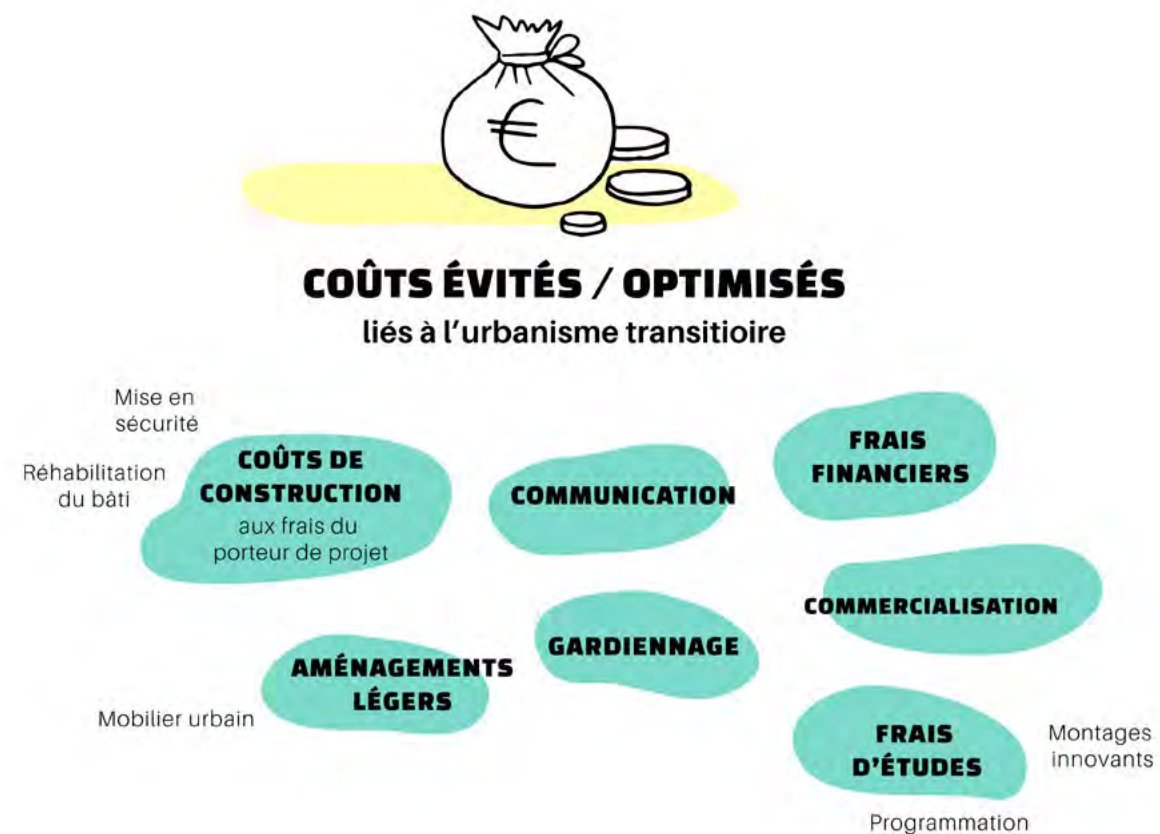 €
COÛTS ÉVITÉS / OPTIMISÉS
liés à l'urbanisme transitioire
Mise en
sécurité
Réhabilitation
du bâti
COÛTS DE
CONSTRUCTION
aux frais du
porteur de projet
COMMUNICATION
FRAIS
FINANCIERS
COMMERCIALISATION
GARDIENNAGE
AMÉNAGEMENTS
LÉGERS
Mobilier urbain
FRAIS
D'ÉTUDES
Montages
innovants
Programmation